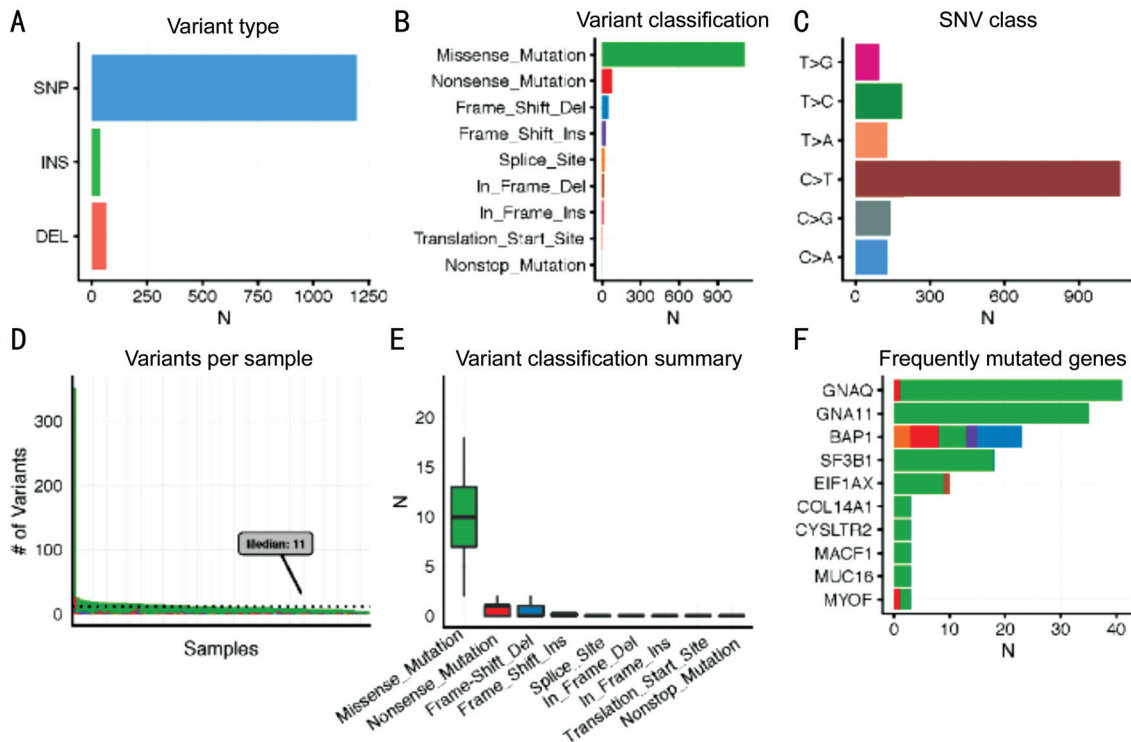 A
Variant type
SNP
INS
DEL
0 250 500 750 1000 1250
N
B
Variant classification
Missense_Mutation
Nonsense_Mutation
Frame_Shift_Del
Frame_Shift_Ins
Splice_Site
In_Frame_Del
In_Frame_Ins
Translation_Start_Site
Nonstop_Mutation
0 300 600 900
N
C
SNV class
T>G
T>C
T>A
C>T
C>G
C>A
0 300 600 900
N
D
Variants per sample
# of Variants
300
200
100
0
Median: 11
Samples
E
Variant classification summary
N
20
15
10
5
0
Missense_Mutation
Nonsense_Mutation
Frame-Shift_Del
Frame_Shift_Ins
Splice_Site
In_Frame_Del
In_Frame_Ins
Translation_Start_Site
Nonstop_Mutation
F
Frequently mutated genes
GNAQ
GNA11
BAP1
SF3B1
EIF1AX
COL14A1
CYSLTR2
MACF1
MUC16
MYOF
0 10 20 30 40
N